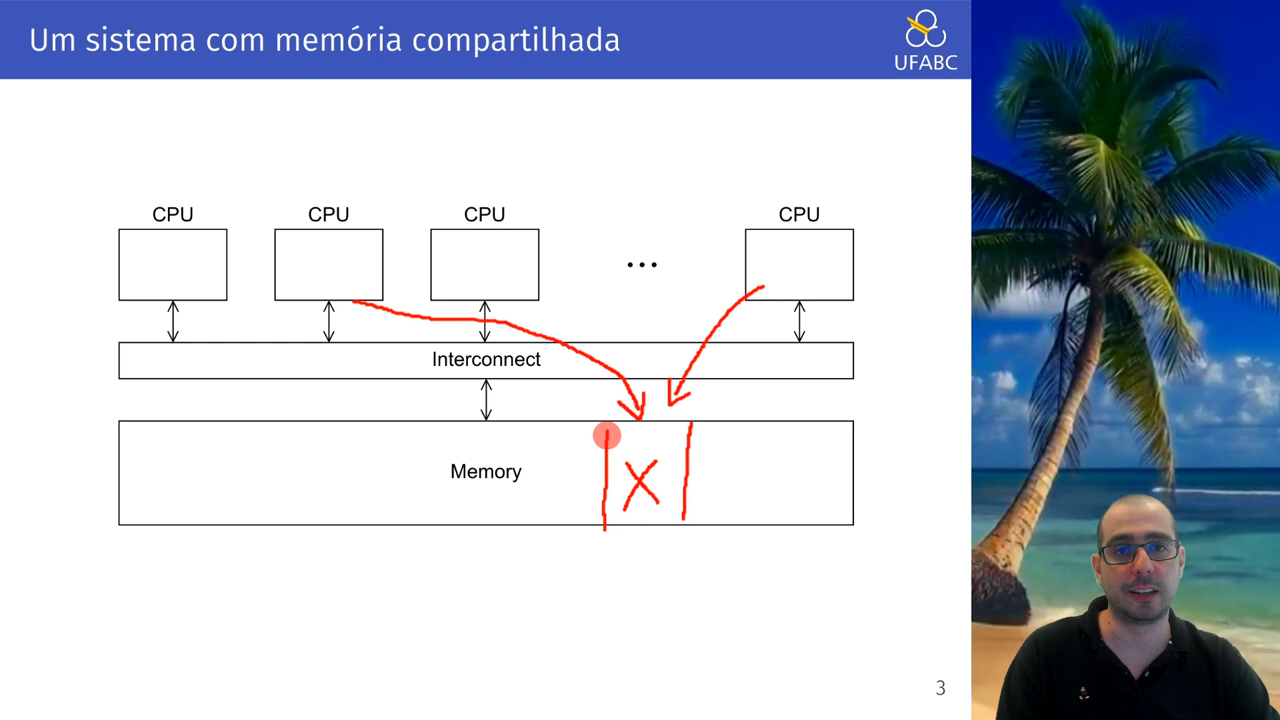 Um sistema com memória compartilhada
UFABC
CPU CPU CPU CPU
...
Interconnect
Memory
X
3